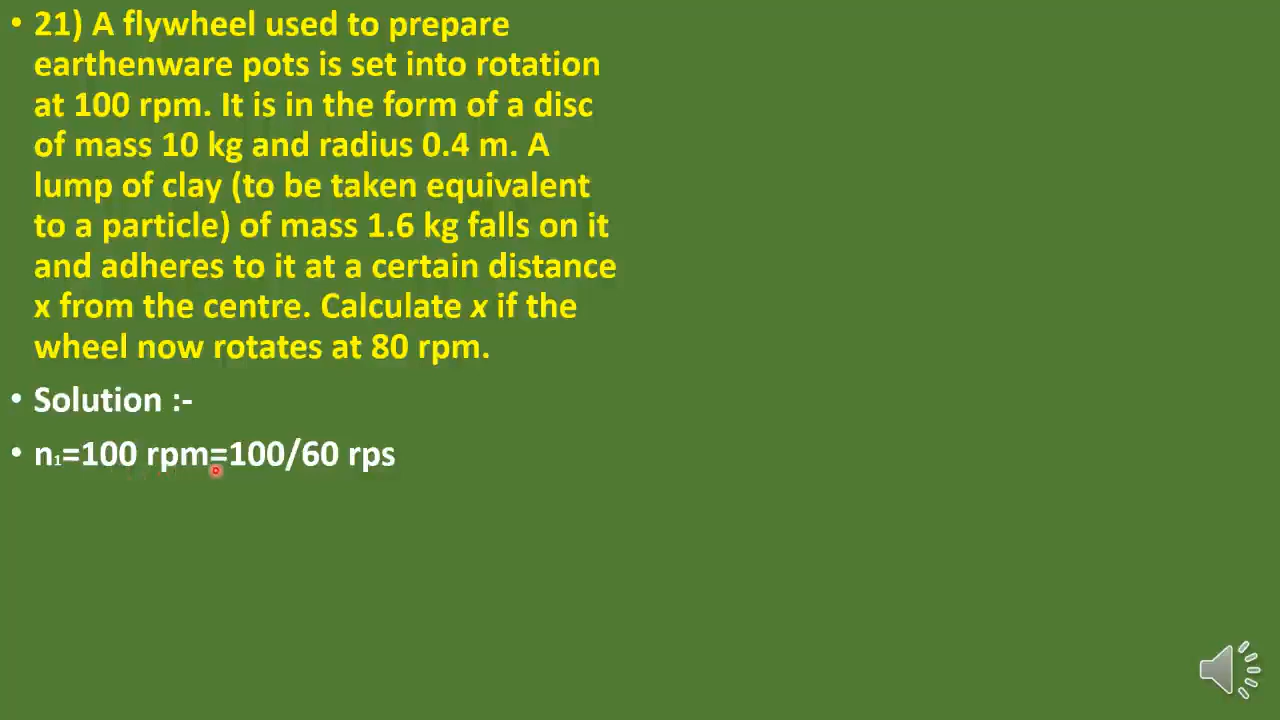 • 21) A flywheel used to prepare
earthenware pots is set into rotation
at 100 rpm. It is in the form of a disc
of mass 10 kg and radius 0.4 m. A
lump of clay (to be taken equivalent
to a particle) of mass 1.6 kg falls on it
and adheres to it at a certain distance
x from the centre. Calculate x if the
wheel now rotates at 80 rpm.
• Solution :-
• n₁=100 rpm=100/60 rps